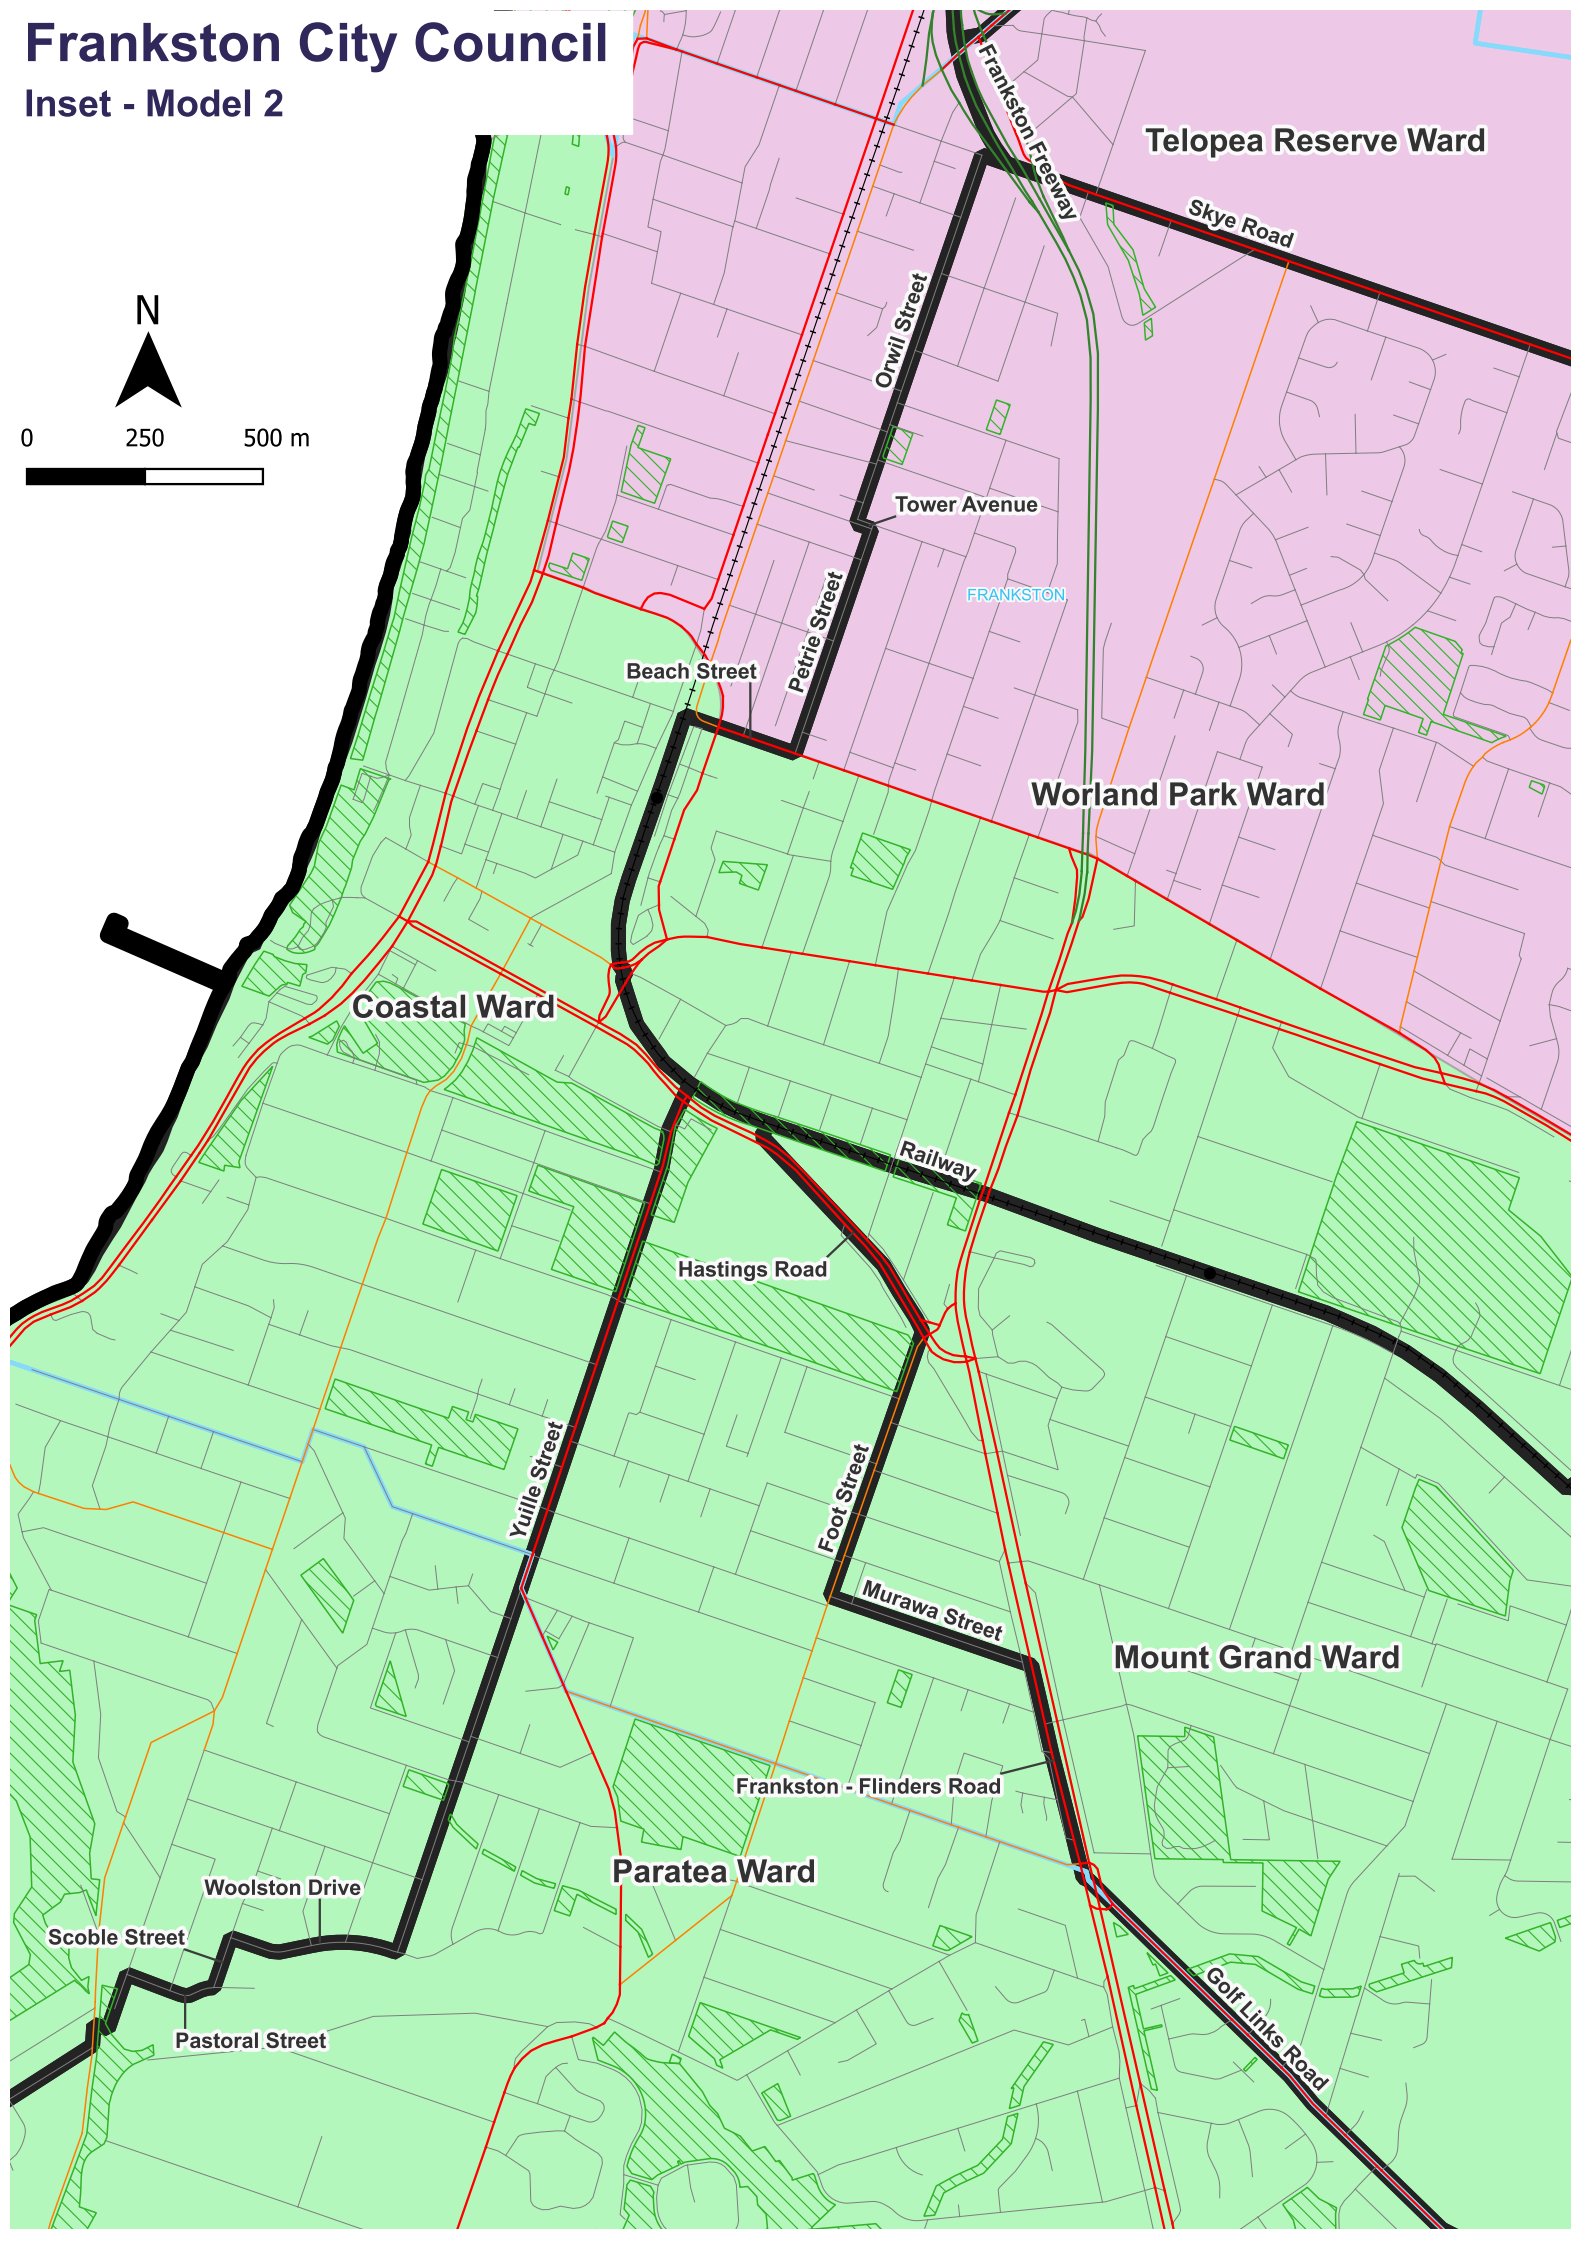 Frankston City Council
Inset - Model 2
Frankston Freeway
Telopea Reserve Ward
Skye Road
N
Orwil Street
0 250 500 m
Tower Avenue
FRANKSTON
Petrie Street
Beach Street
Worland Park Ward
Coastal Ward
Railway
Hastings Road
Yuille Street
Foot Street
Murawa Street
Mount Grand Ward
Frankston - Flinders Road
Paratea Ward
Woolston Drive
Scoble Street
Golf Links Road
Pastoral Street